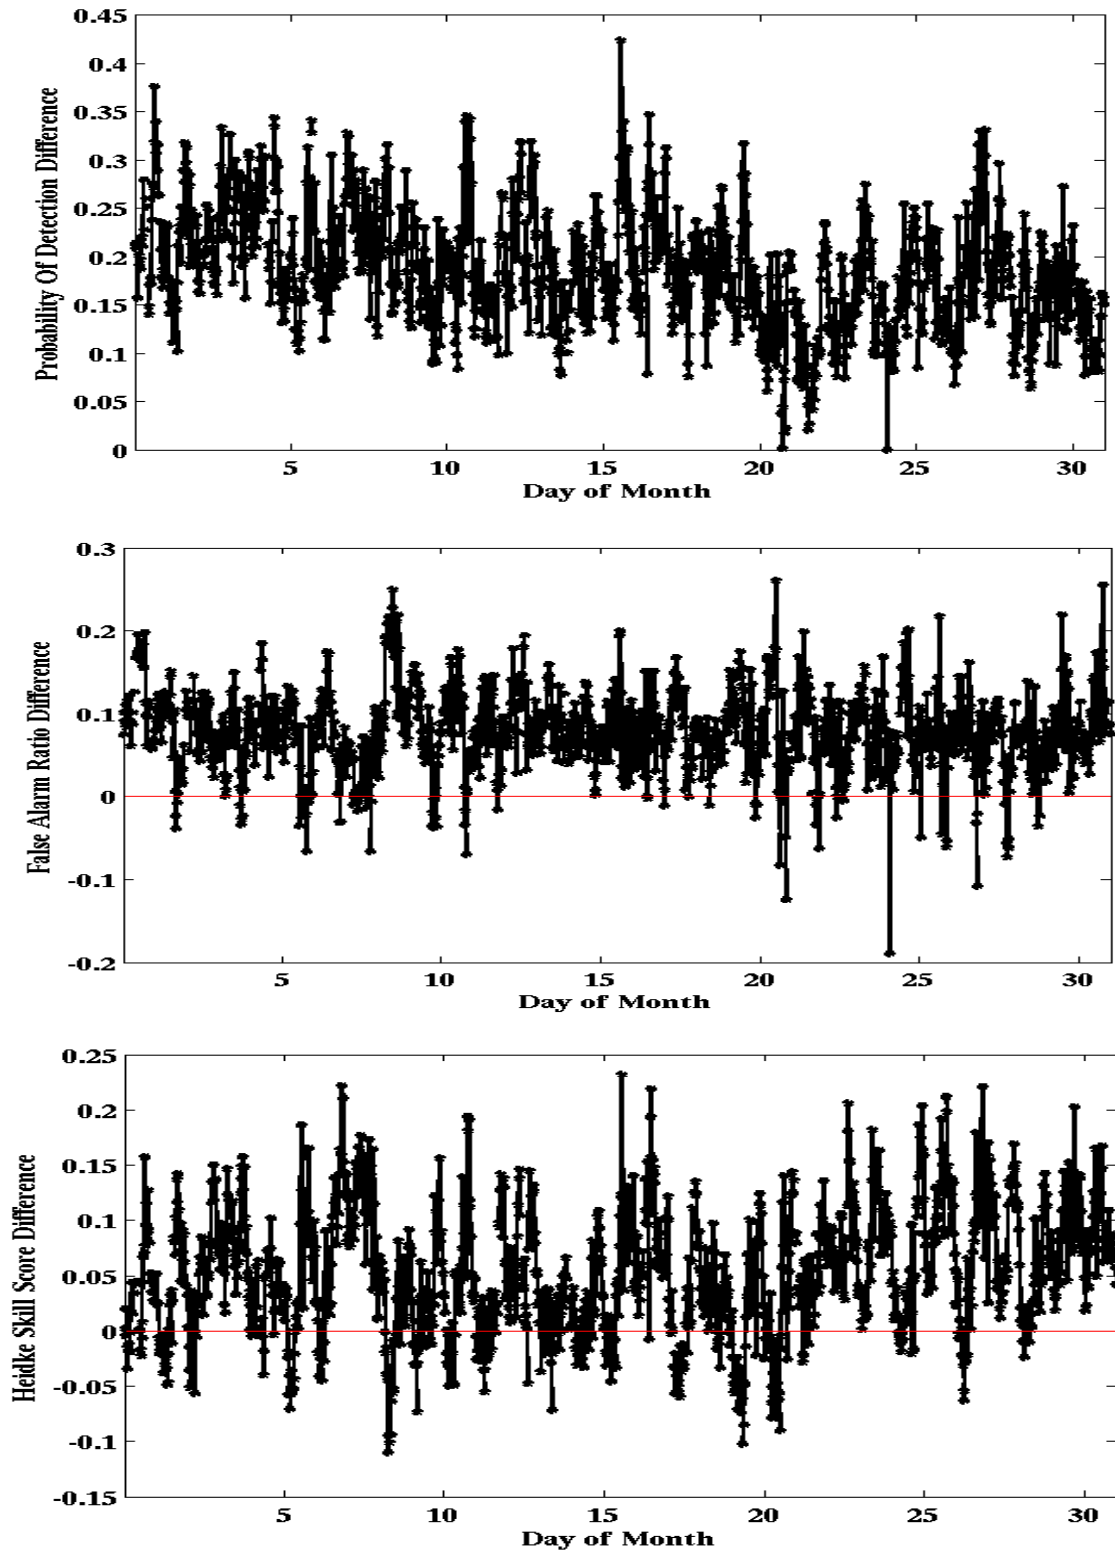 0.45
0.4
0.35
0.3
0.25
0.2
0.15
0.1
0.05
0
Probability Of Detection Difference
5 10 15 20 25 30
Day of Month
0.3
0.2
0.1
0
-0.1
-0.2
False Alarm Ratio Difference
5 10 15 20 25 30
Day of Month
0.25
0.2
0.15
0.1
0.05
0
-0.05
-0.1
-0.15
Heidke Skill Score Difference
5 10 15 20 25 30
Day of Month